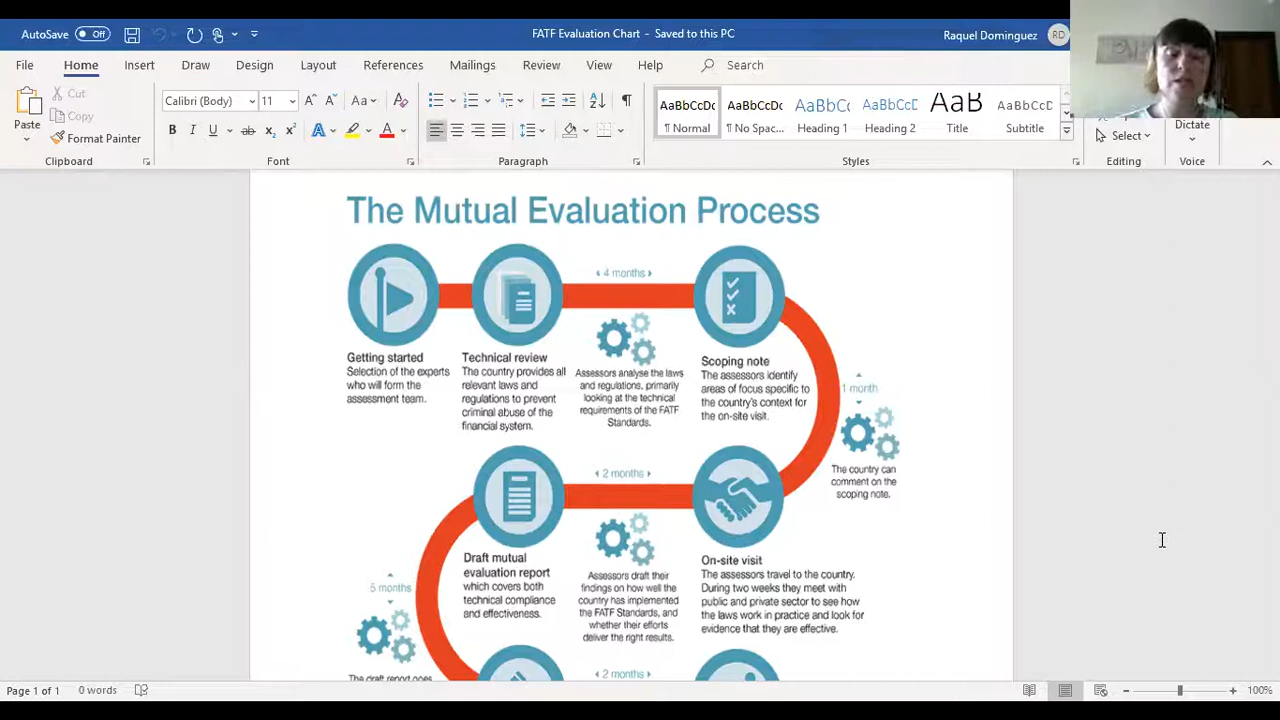 AutoSave Off
FATF Evaluation Chart - Saved to this PC
Raquel Dominguez RD
File Home Insert Draw Design Layout References Mailings Review View Help Search
Paste
Cut
Copy
Format Painter
Clipboard
Calibri (Body) 11
Font
Paragraph
AaBbCcDc AaBbCcDc AaBbCc AaBbCcD AaB AaBbCcD
¶ Normal ¶ No Spac... Heading 1 Heading 2 Title Subtitle
Styles
Select
Editing
Dictate
Voice
The Mutual Evaluation Process
4 months
Getting started
Selection of the experts
who will form the
assessment team.
Technical review
The country provides all
relevant laws and
regulations to prevent
criminal abuse of the
financial system.
Assessors analyse the laws
and regulations, primarily
looking at the technical
requirements of the FATF
Standards.
Scoping note
The assessors identify
areas of focus specific to
the country's context for
the on-site visit.
1 month
The country can
comment on the
scoping note.
2 months
On-site visit
The assessors travel to the country.
During two weeks they meet with
public and private sector to see how
the laws work in practice and look for
evidence that they are effective.
Assessors draft their
findings on how well the
country has implemented
the FATF Standards, and
whether their efforts
deliver the right results.
Draft mutual
evaluation report
which covers both
technical compliance
and effectiveness.
5 months
The draft report goes
2 months
Page 1 of 1 0 words
100%